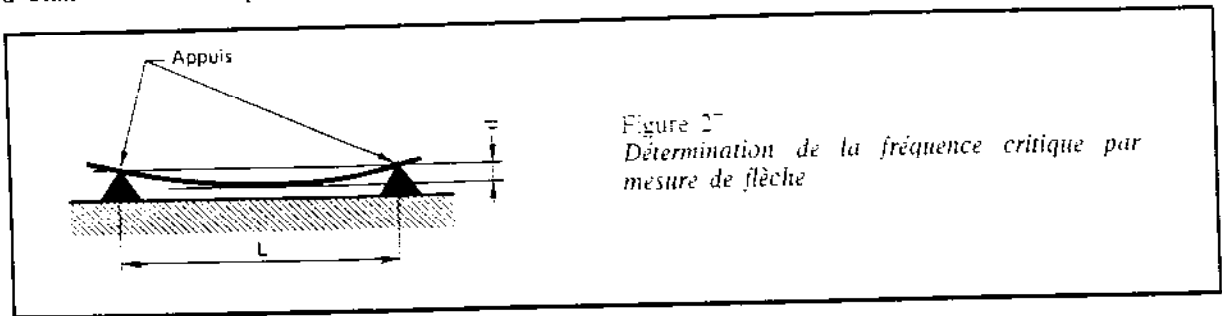 Appuis
L
Figure 2
Détermination de la fréquence critique par
mesure de flèche